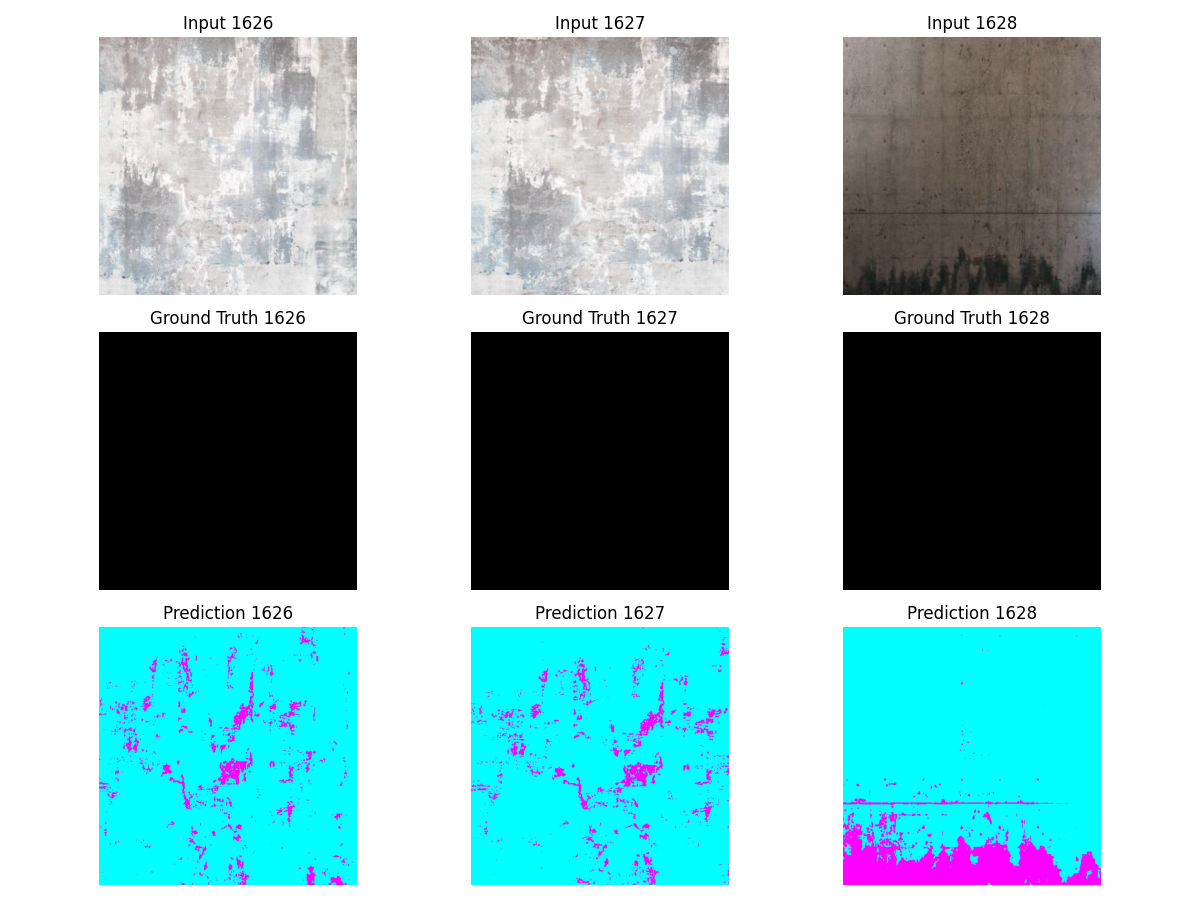 Input 1626
Input 1627
Input 1628
Ground Truth 1626
Ground Truth 1627
Ground Truth 1628
Prediction 1626
Prediction 1627
Prediction 1628